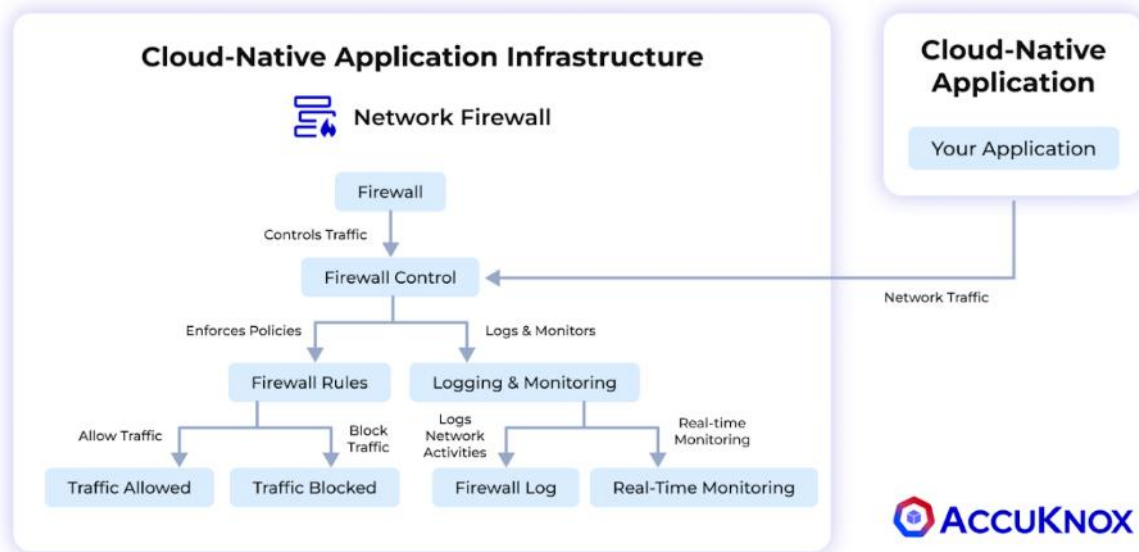 Cloud-Native Application Infrastructure
Network Firewall
Firewall
Controls Traffic
Firewall Control
Enforces Policies
Logs & Monitors
Firewall Rules
Logging & Monitoring
Allow Traffic
Block
Traffic
Logs
Network
Activities
Real-time
Monitoring
Traffic Allowed
Traffic Blocked
Firewall Log
Real-Time Monitoring
Cloud-Native
Application
Your Application
Network Traffic
ACCUKNOX